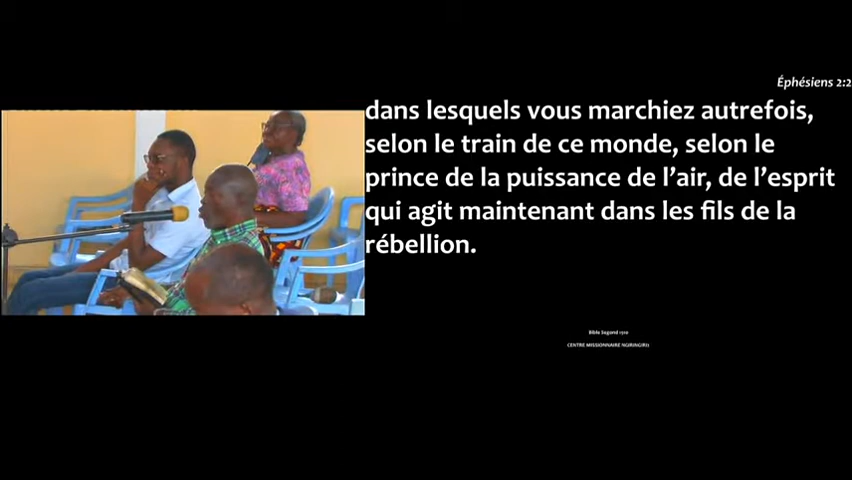 Éphésiens 2:2
dans lesquels vous marchiez autrefois,
selon le train de ce monde, selon le
prince de la puissance de l'air, de l'esprit
qui agit maintenant dans les fils de la
rébellion.
Bible Segond 1910
CENTRE MISSIONNAIRE